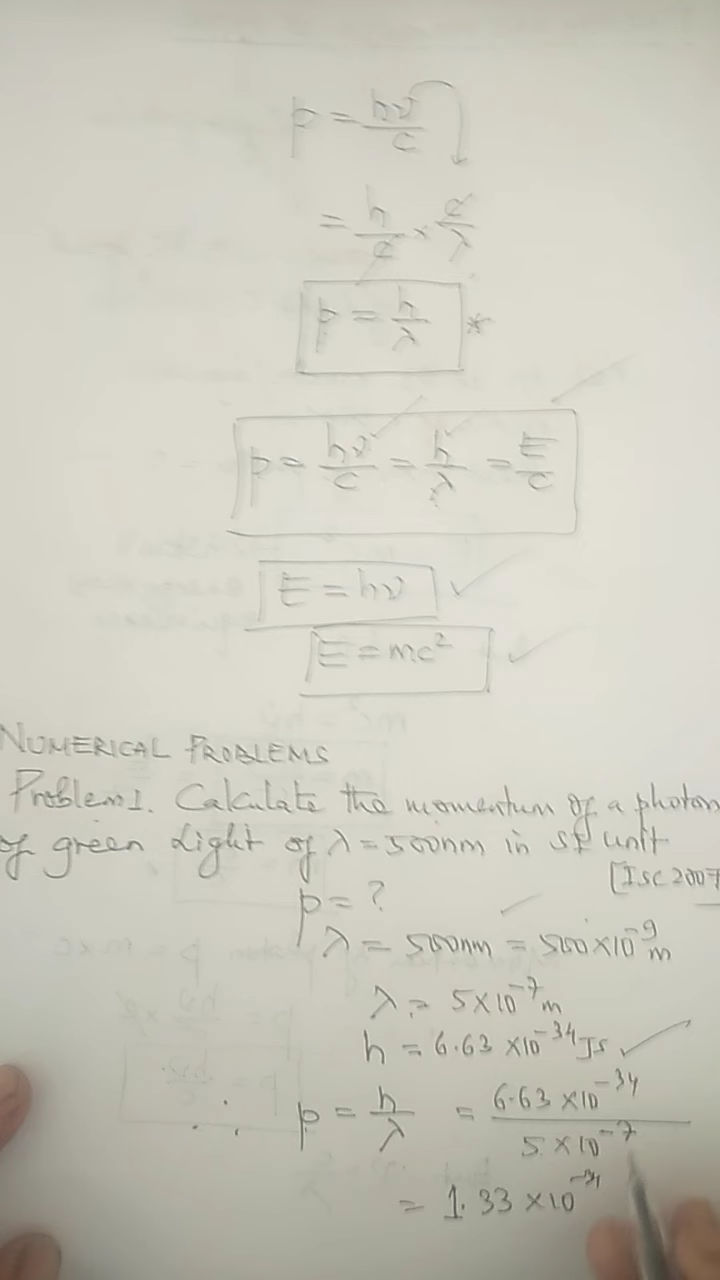 p = hν/c
= h/c × c/λ
p = h/λ *
p = hν/c = h/λ = E/c
E = hν ✓
E = mc² ✓
NUMERICAL PROBLEMS
Problem 1. Calculate the momentum of a photon
of green light of λ = 500nm in SI unit
[ISC 2007
p = ?
λ = 500nm = 500 × 10⁻⁹ m
λ = 5 × 10⁻⁷ m
h = 6.63 × 10⁻³⁴ Js ✓
∴ p = h/λ = 6.63 × 10⁻³⁴ / 5 × 10⁻⁷
= 1.33 × 10